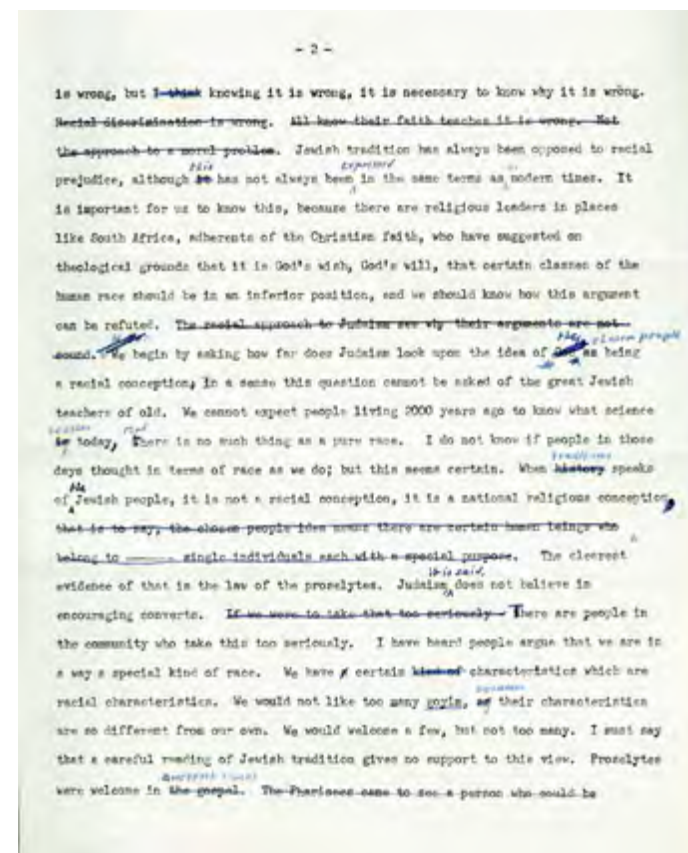 - 2 -
is wrong, but I think knowing it is wrong, it is necessary to know why it is wrong.
Racial discrimination is wrong. All know their faith teaches it is wrong. Not
the approach to a moral problem. Jewish tradition has always been opposed to racial
this expressed
prejudice, although it has not always been in the same terms as modern times. It
is important for us to know this, because there are religious leaders in places
like South Africa, adherents of the Christian faith, who have suggested on
theological grounds that it is God's wish, God's will, that certain classes of the
human race should be in an inferior position, and we should know how this argument
can be refuted. The racial approach to Judaism see why their arguments are not
the chosen people
sound. We begin by asking how far does Judaism look upon the idea of as being
a racial conception, in a sense this question cannot be asked of the great Jewish
teachers of old. We cannot expect people living 2000 years ago to know what science
today, There is no such thing as a pure race. I do not know if people in those
tradition
days thought in terms of race as we do; but this seems certain. When history speaks
the
of Jewish people, it is not a racial conception, it is a national religious conception,
that is to say, the chosen people idea means there are certain human beings who
belong to single individuals each with a special purpose. The clearest
it is said,
evidence of that is the law of the proselytes. Judaism does not believe in
encouraging converts. If we were to take that too seriously There are people in
the community who take this too seriously. I have heard people argue that we are in
a way a special kind of race. We have certain kind of characteristics which are
racial characteristics. We would not like too many goyim, their characteristics
are so different from our own. We would welcome a few, but not too many. I must say
that a careful reading of Jewish tradition gives no support to this view. Proselytes
were welcome in the gospel. The Pharisees came to see a person who could be